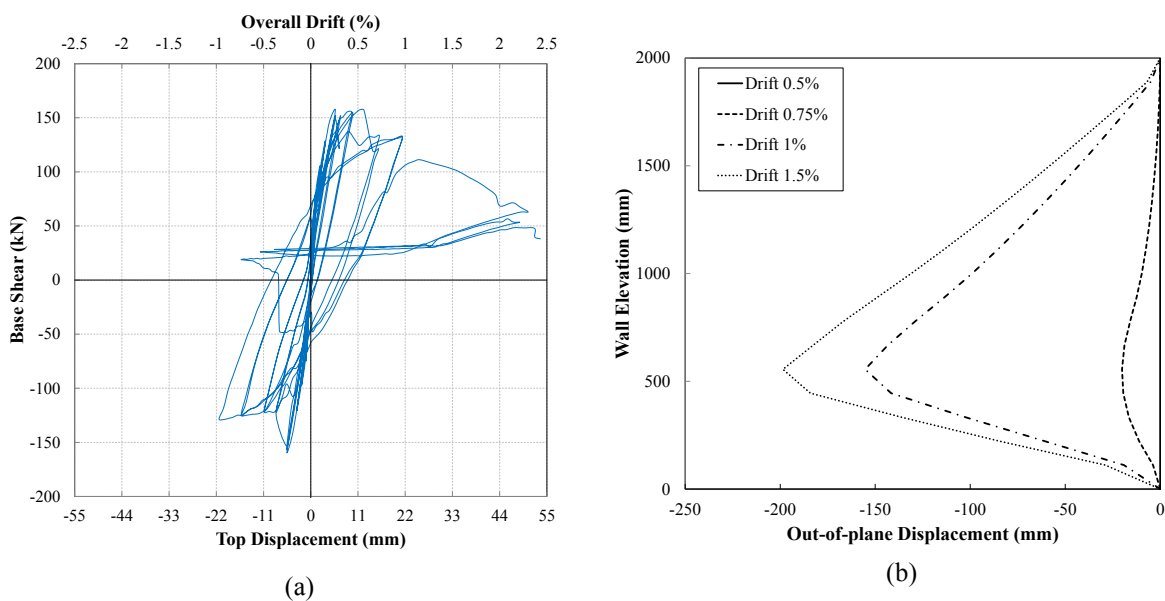 Overall Drift (%)
-2.5 -2 -1.5 -1 -0.5 0 0.5 1 1.5 2 2.5
200
150
100
50
0
-50
-100
-150
-200
Base Shear (kN)
-55 -44 -33 -22 -11 0 11 22 33 44 55
Top Displacement (mm)
(a)
2000
1500
1000
500
0
Wall Elevation (mm)
Drift 0.5%
Drift 0.75%
Drift 1%
Drift 1.5%
-250 -200 -150 -100 -50 0
Out-of-plane Displacement (mm)
(b)